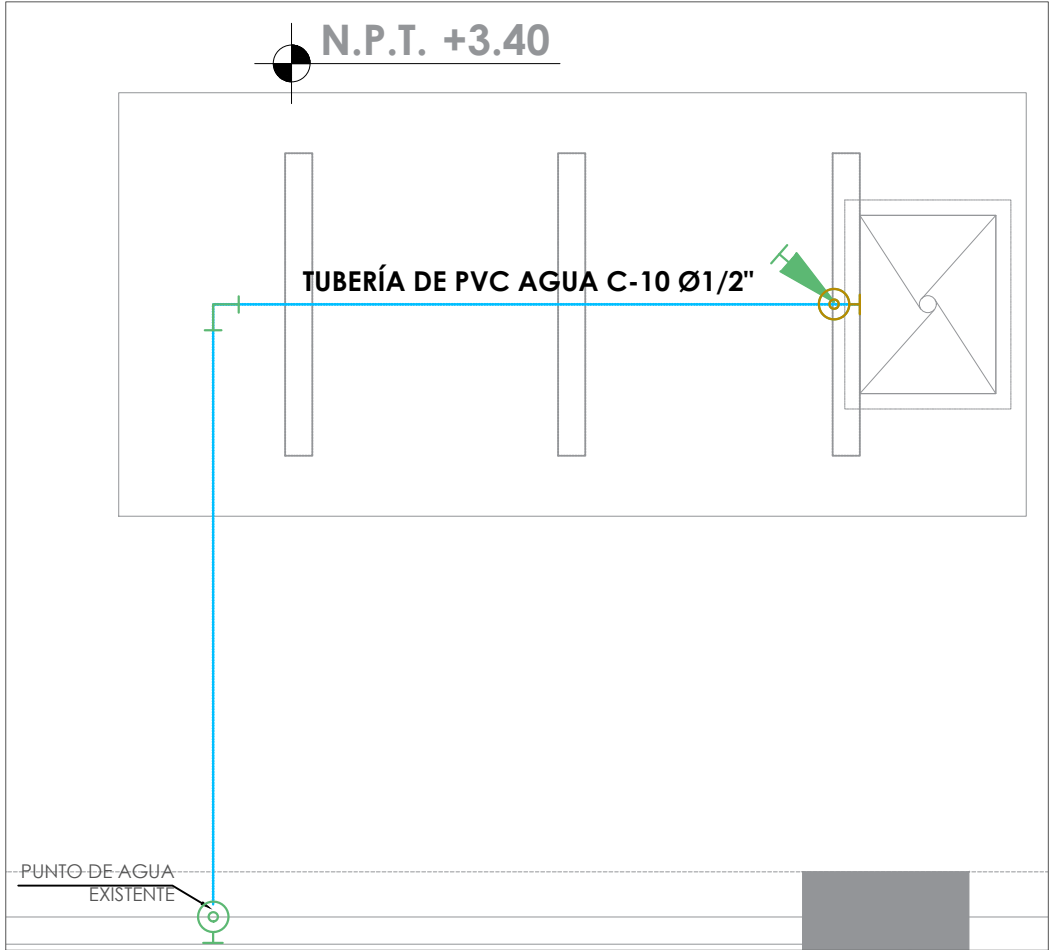 N.P.T. +3.40
TUBERÍA DE PVC AGUA C-10 Ø1/2"
PUNTO DE AGUA
EXISTENTE